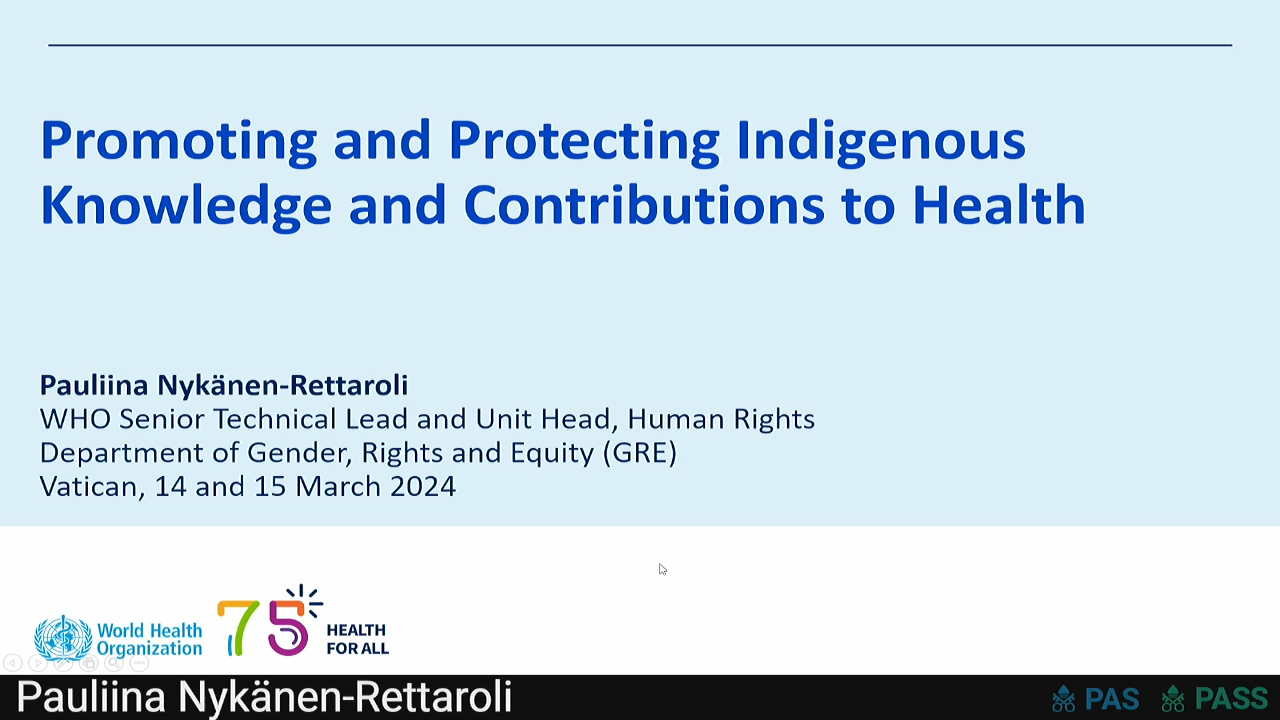 Promoting and Protecting Indigenous
Knowledge and Contributions to Health
Pauliina Nykänen-Rettaroli
WHO Senior Technical Lead and Unit Head, Human Rights
Department of Gender, Rights and Equity (GRE)
Vatican, 14 and 15 March 2024
World Health
Organization
75
HEALTH
FOR ALL
Pauliina Nykänen-Rettaroli
PAS
PASS